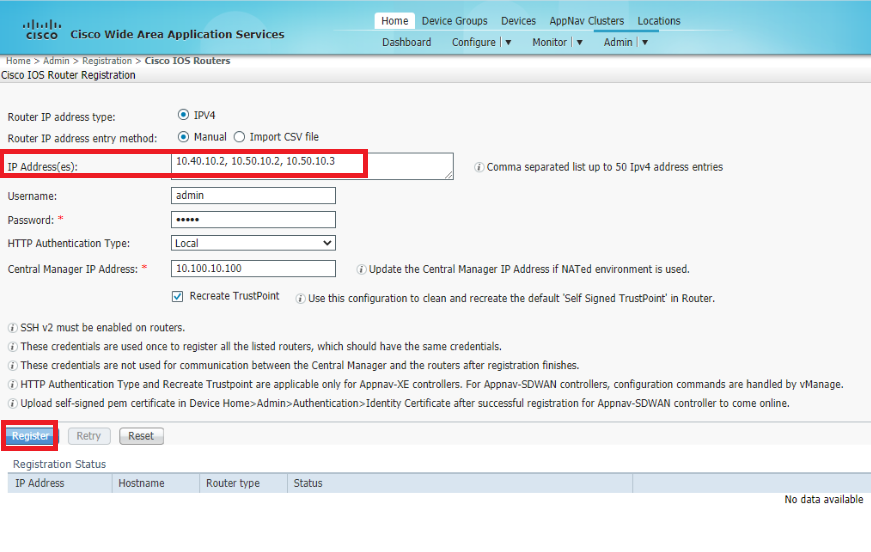 Home Device Groups Devices AppNav Clusters Locations
CISCO Cisco Wide Area Application Services
Dashboard Configure Monitor Admin
Home > Admin > Registration > Cisco IOS Routers
Cisco IOS Router Registration
Router IP address type: IPV4
Router IP address entry method: Manual Import CSV file
IP Address(es): 10.40.10.2, 10.50.10.2, 10.50.10.3 Comma separated list up to 50 Ipv4 address entries
Username: admin
Password: * •••••
HTTP Authentication Type: Local
Central Manager IP Address: * 10.100.10.100 Update the Central Manager IP Address if NATed environment is used.
Recreate TrustPoint Use this configuration to clean and recreate the default 'Self Signed TrustPoint' in Router.
SSH v2 must be enabled on routers.
These credentials are used once to register all the listed routers, which should have the same credentials.
These credentials are not used for communication between the Central Manager and the routers after registration finishes.
HTTP Authentication Type and Recreate Trustpoint are applicable only for Appnav-XE controllers. For Appnav-SDWAN controllers, configuration commands are handled by vManage.
Upload self-signed pem certificate in Device Home>Admin>Authentication>Identity Certificate after successful registration for Appnav-SDWAN controller to come online.
Register Retry Reset
Registration Status
IP Address Hostname Router type Status
No data available